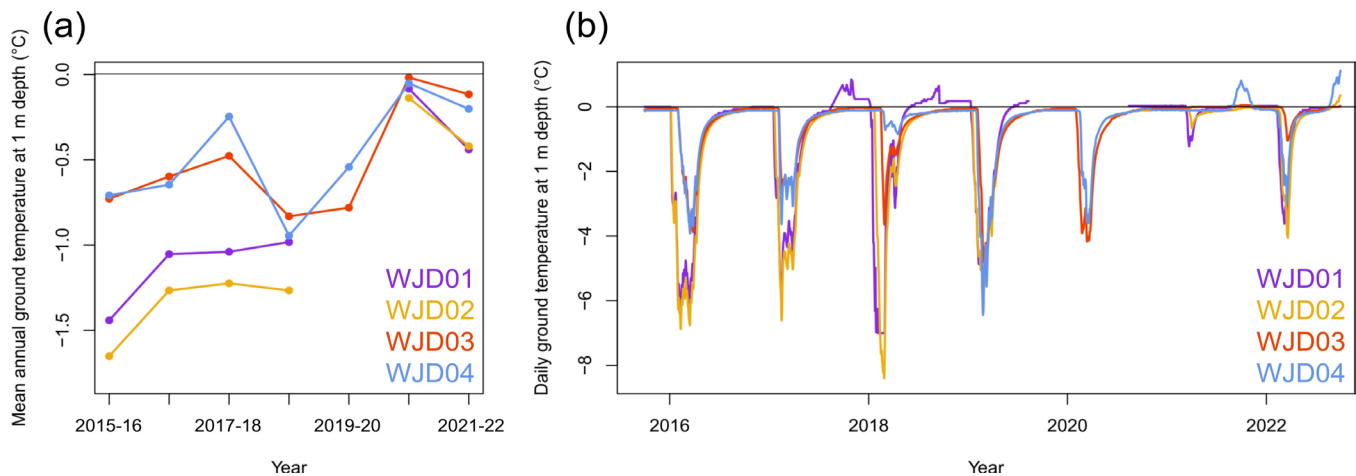 (a)
Mean annual ground temperature at 1 m depth (°C)
0.0
−0.5
−1.0
−1.5
WJD01
WJD02
WJD03
WJD04
2015-16
2017-18
2019-20
2021-22
Year
(b)
Daily ground temperature at 1 m depth (°C)
0
−2
−4
−6
−8
WJD01
WJD02
WJD03
WJD04
2016
2018
2020
2022
Year